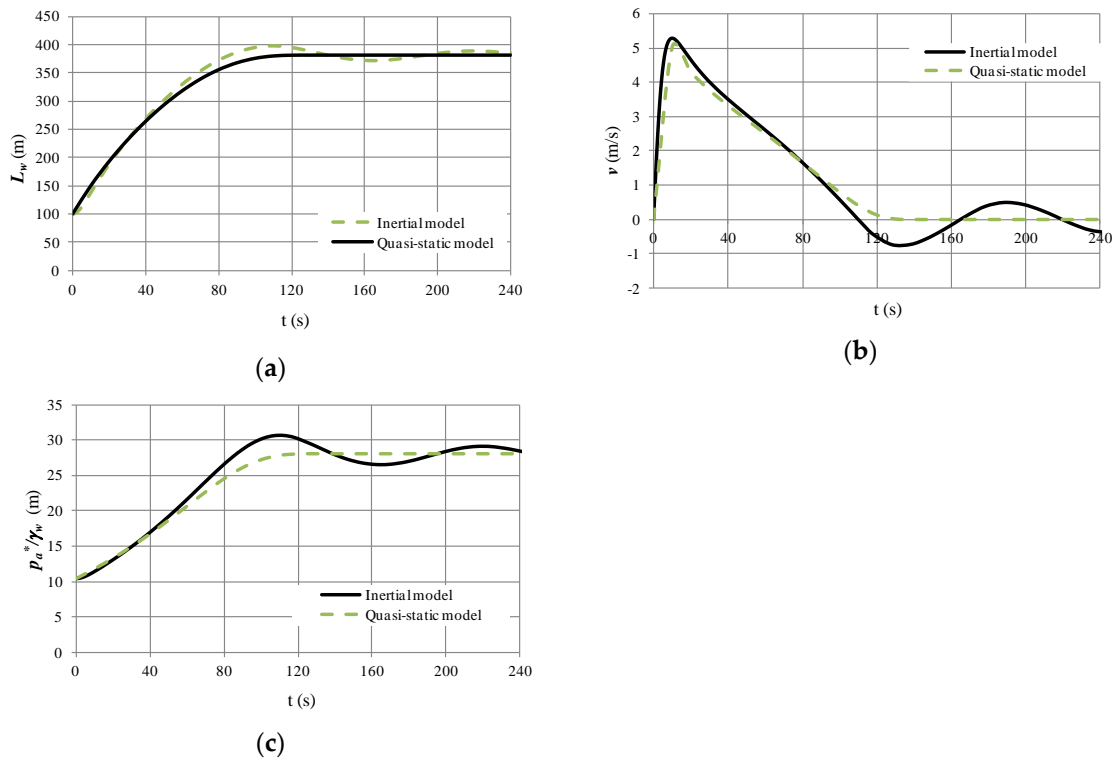 450
400
350
300
250
200
150
100
50
0
L_w (m)
Inertial model
Quasi-static model
0 40 80 120 160 200 240
t (s)
(a)
6
5
4
3
2
1
0
-1
-2
v (m/s)
Inertial model
Quasi-static model
0 40 80 120 160 200 240
t (s)
(b)
35
30
25
20
15
10
5
0
p_a*/γ_w (m)
Inertial model
Quasi-static model
0 40 80 120 160 200 240
t (s)
(c)